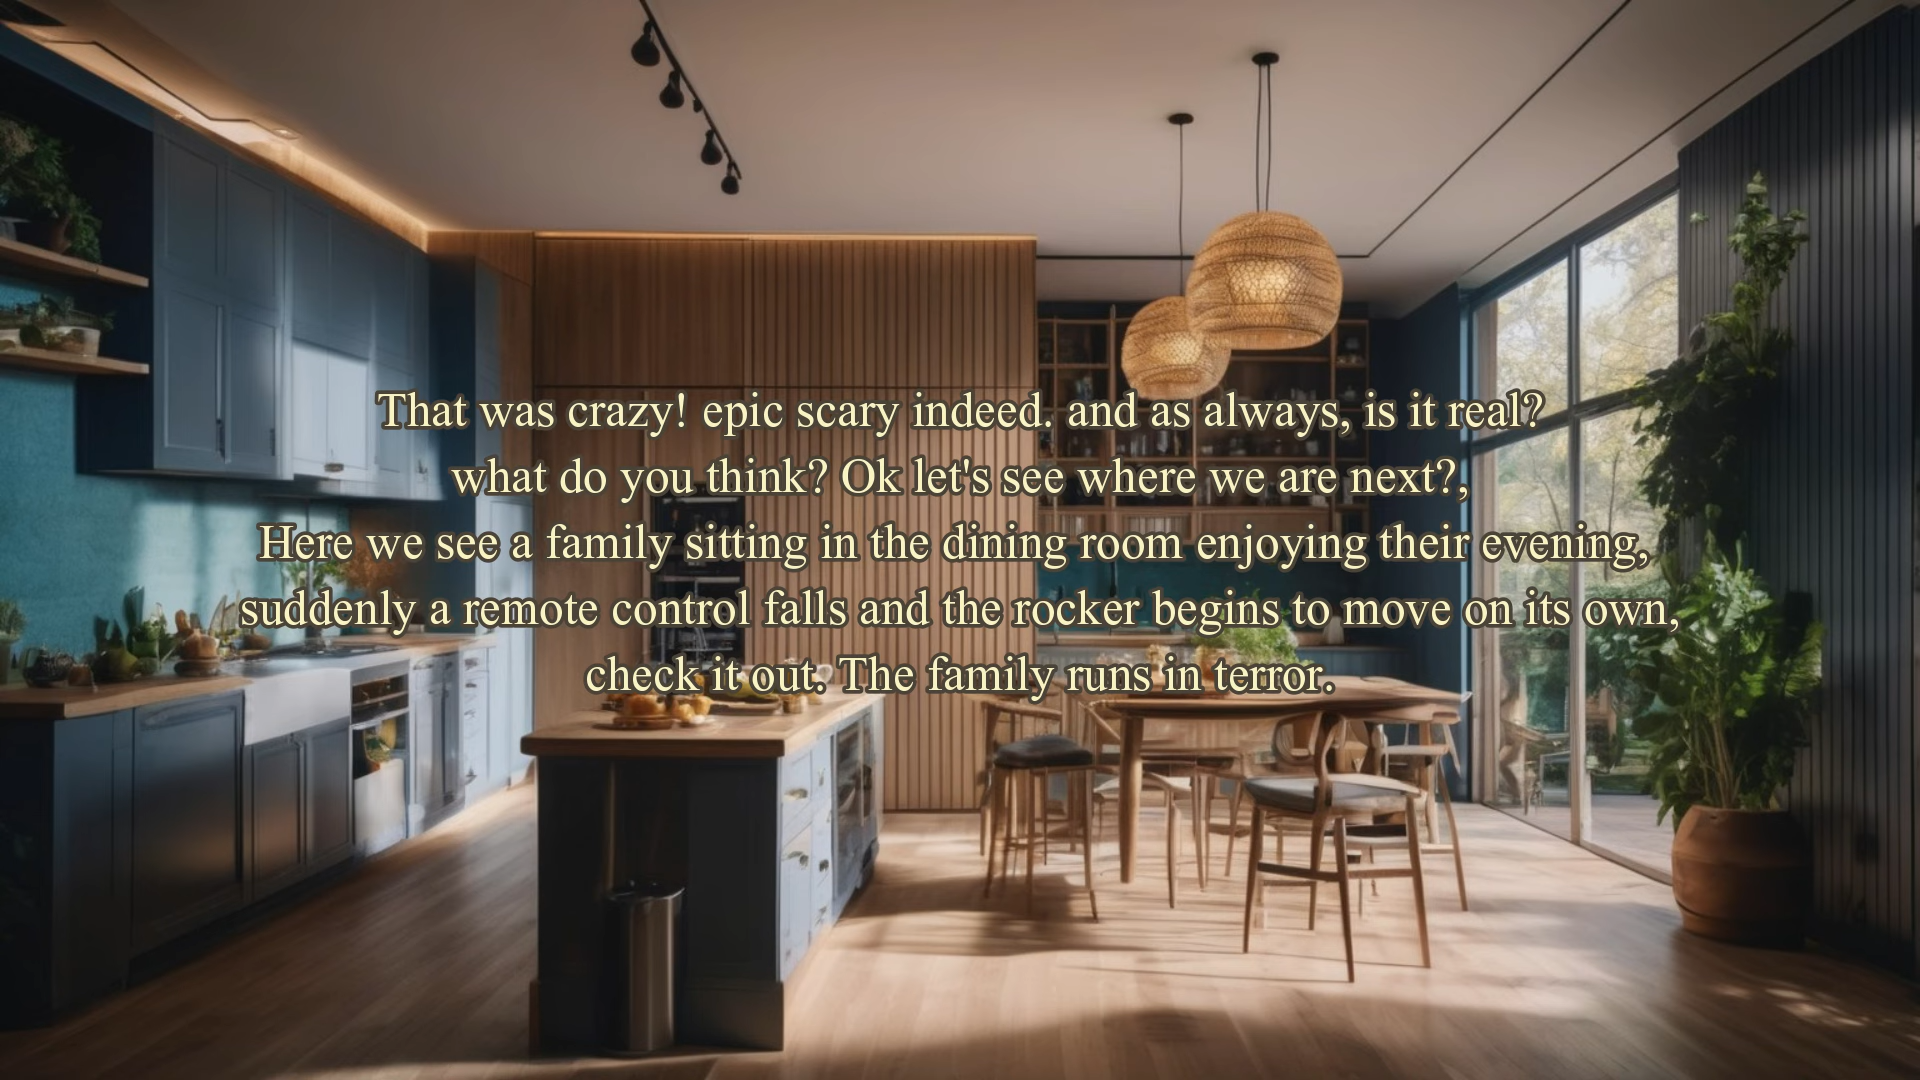 That was crazy! epic scary indeed. and as always, is it real?
what do you think? Ok let's see where we are next?,
Here we see a family sitting in the dining room enjoying their evening,
suddenly a remote control falls and the rocker begins to move on its own,
check it out. The family runs in terror.